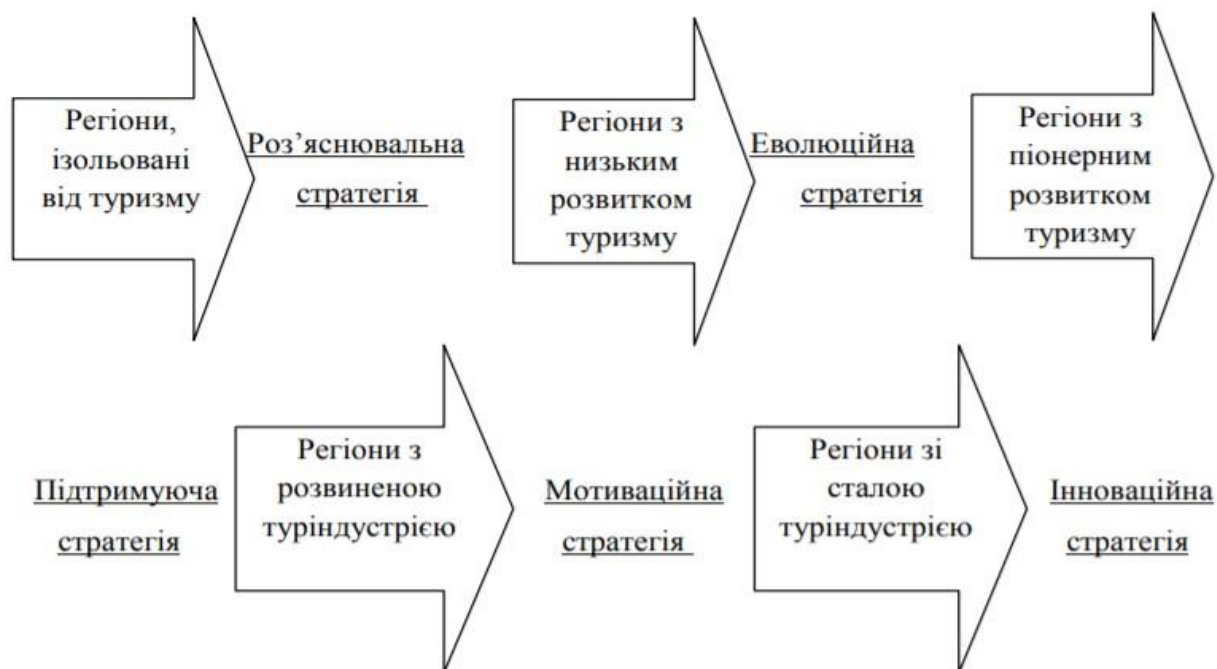 Регіони,
ізольовані
від туризму
Роз’яснювальна
стратегія
Регіони з
низьким
розвитком
туризму
Еволюційна
стратегія
Регіони з
піонерним
розвитком
туризму
Підтримуюча
стратегія
Регіони з
розвиненою
туріндустрією
Мотиваційна
стратегія
Регіони зі
сталою
туріндустрією
Інноваційна
стратегія